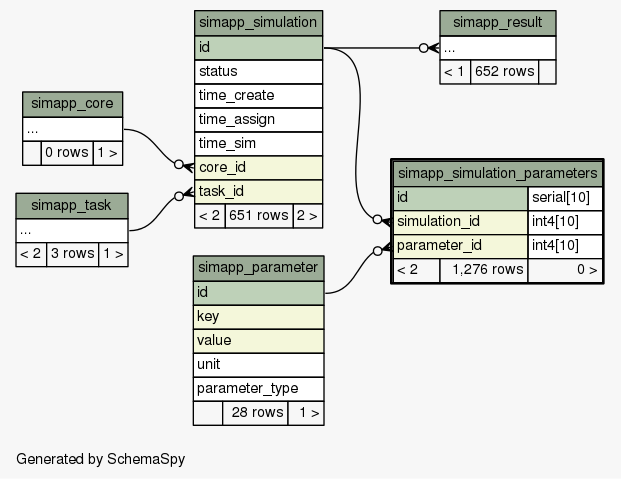 simapp_simulation
id
status
time_create
time_assign
time_sim
core_id
task_id
< 2 651 rows 2 >
simapp_result
...
< 1 652 rows
simapp_core
...
0 rows 1 >
simapp_task
...
< 2 3 rows 1 >
simapp_simulation_parameters
id serial[10]
simulation_id int4[10]
parameter_id int4[10]
< 2 1,276 rows 0 >
simapp_parameter
id
key
value
unit
parameter_type
28 rows 1 >
Generated by SchemaSpy